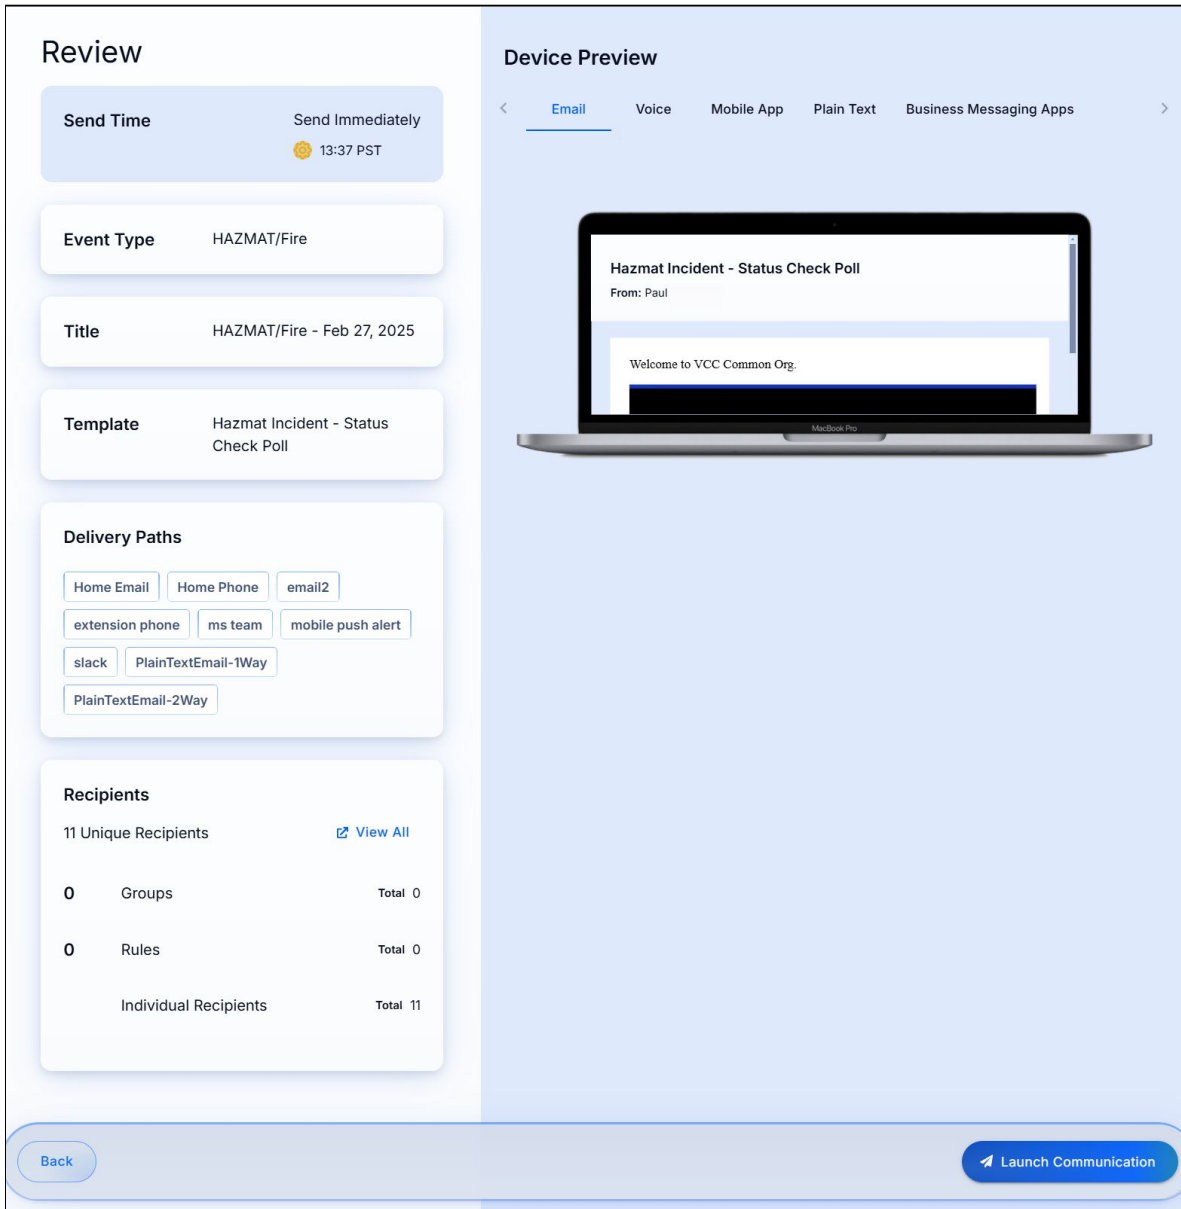 Review
Send Time
Send Immediately
13:37 PST
Event Type
HAZMAT/Fire
Title
HAZMAT/Fire - Feb 27, 2025
Template
Hazmat Incident - Status
Check Poll
Delivery Paths
Home Email
Home Phone
email2
extension phone
ms team
mobile push alert
slack
PlainTextEmail-1Way
PlainTextEmail-2Way
Recipients
11 Unique Recipients
View All
0 Groups Total 0
0 Rules Total 0
Individual Recipients Total 11
Device Preview
Email
Voice
Mobile App
Plain Text
Business Messaging Apps
Hazmat Incident - Status Check Poll
From: Paul
Welcome to VCC Common Org.
MacBook Pro
Back
Launch Communication